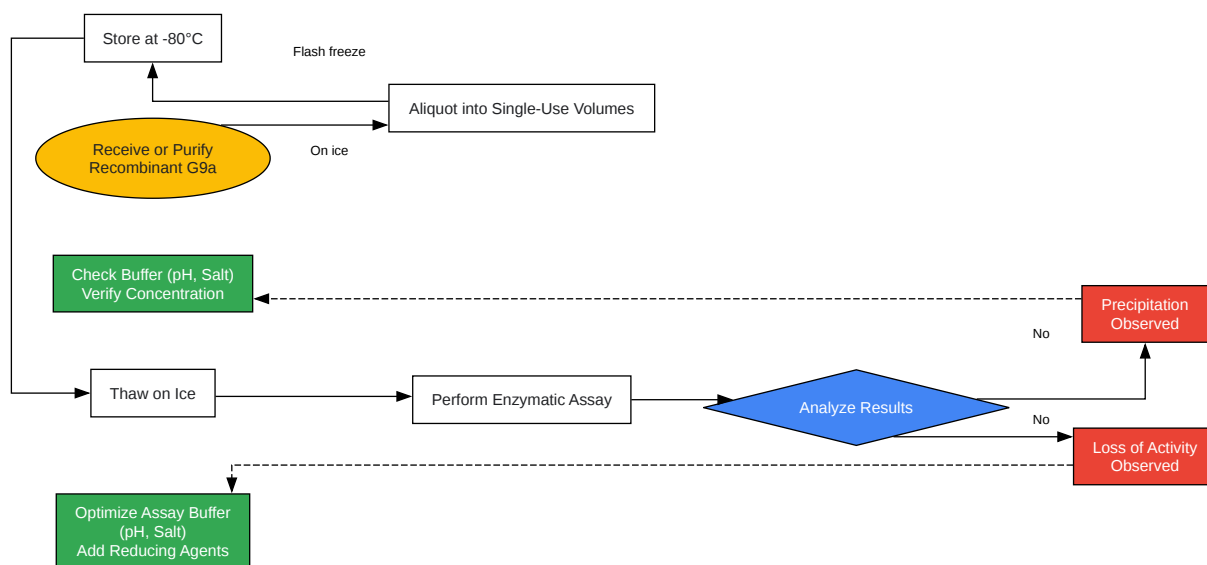 Store at -80°C
Flash freeze
Aliquot into Single-Use Volumes
Receive or Purify
Recombinant G9a
On ice
Check Buffer (pH, Salt)
Verify Concentration
Precipitation
Observed
No
Thaw on Ice
Perform Enzymatic Assay
Analyze Results
No
Loss of Activity
Observed
Optimize Assay Buffer
(pH, Salt)
Add Reducing Agents